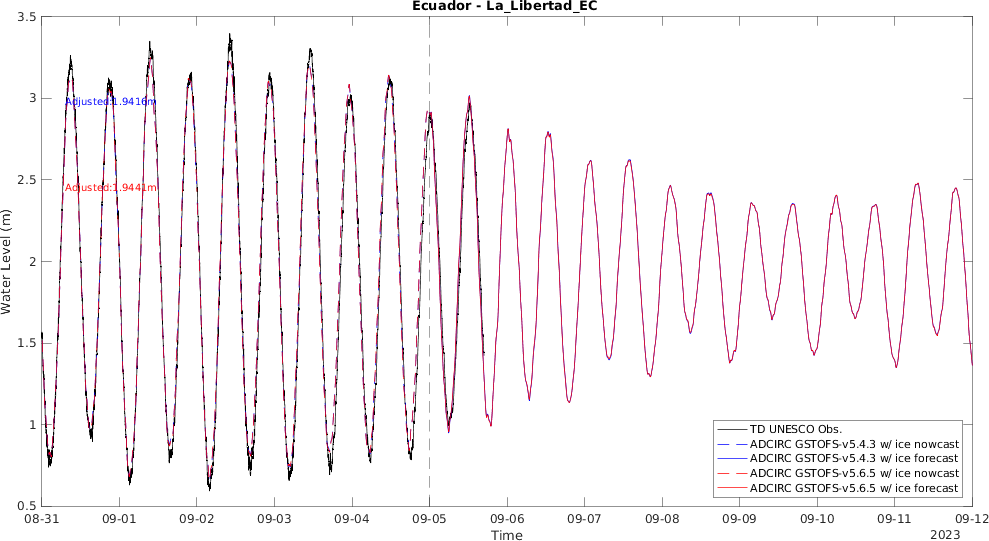 Ecuador - La_Libertad_EC
3.5
3
2.5
2
1.5
1
0.5
Water Level (m)
Adjusted:1.9416m
Adjusted:1.9441m
TD UNESCO Obs.
ADCIRC GSTOFS-v5.4.3 w/ ice nowcast
ADCIRC GSTOFS-v5.4.3 w/ ice forecast
ADCIRC GSTOFS-v5.6.5 w/ ice nowcast
ADCIRC GSTOFS-v5.6.5 w/ ice forecast
08-31 09-01 09-02 09-03 09-04 09-05 09-06 09-07 09-08 09-09 09-10 09-11 09-12
Time
2023